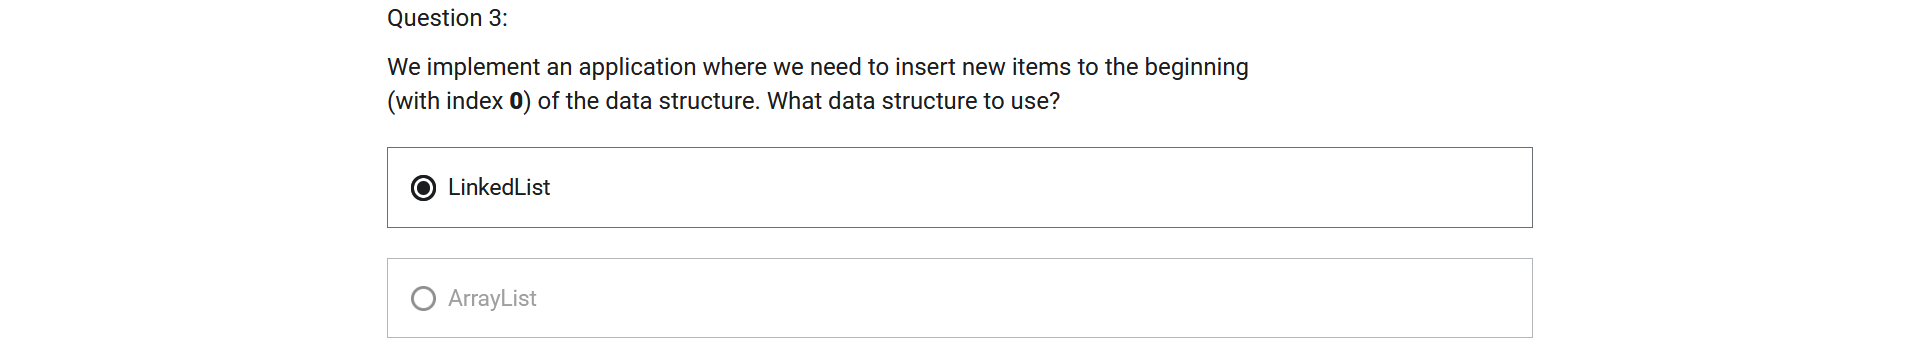 Question 3:
We implement an application where we need to insert new items to the beginning
(with index 0) of the data structure. What data structure to use?
LinkedList
ArrayList